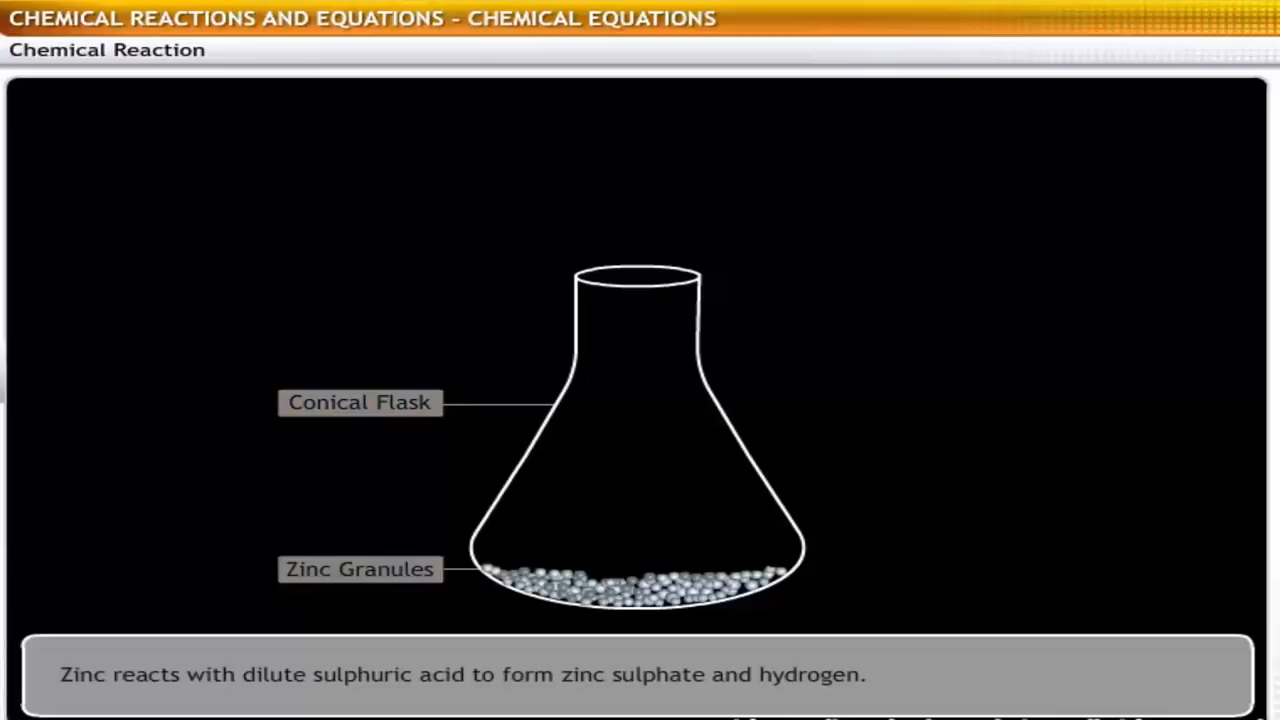 CHEMICAL REACTIONS AND EQUATIONS - CHEMICAL EQUATIONS
Chemical Reaction
Conical Flask
Zinc Granules
Zinc reacts with dilute sulphuric acid to form zinc sulphate and hydrogen.